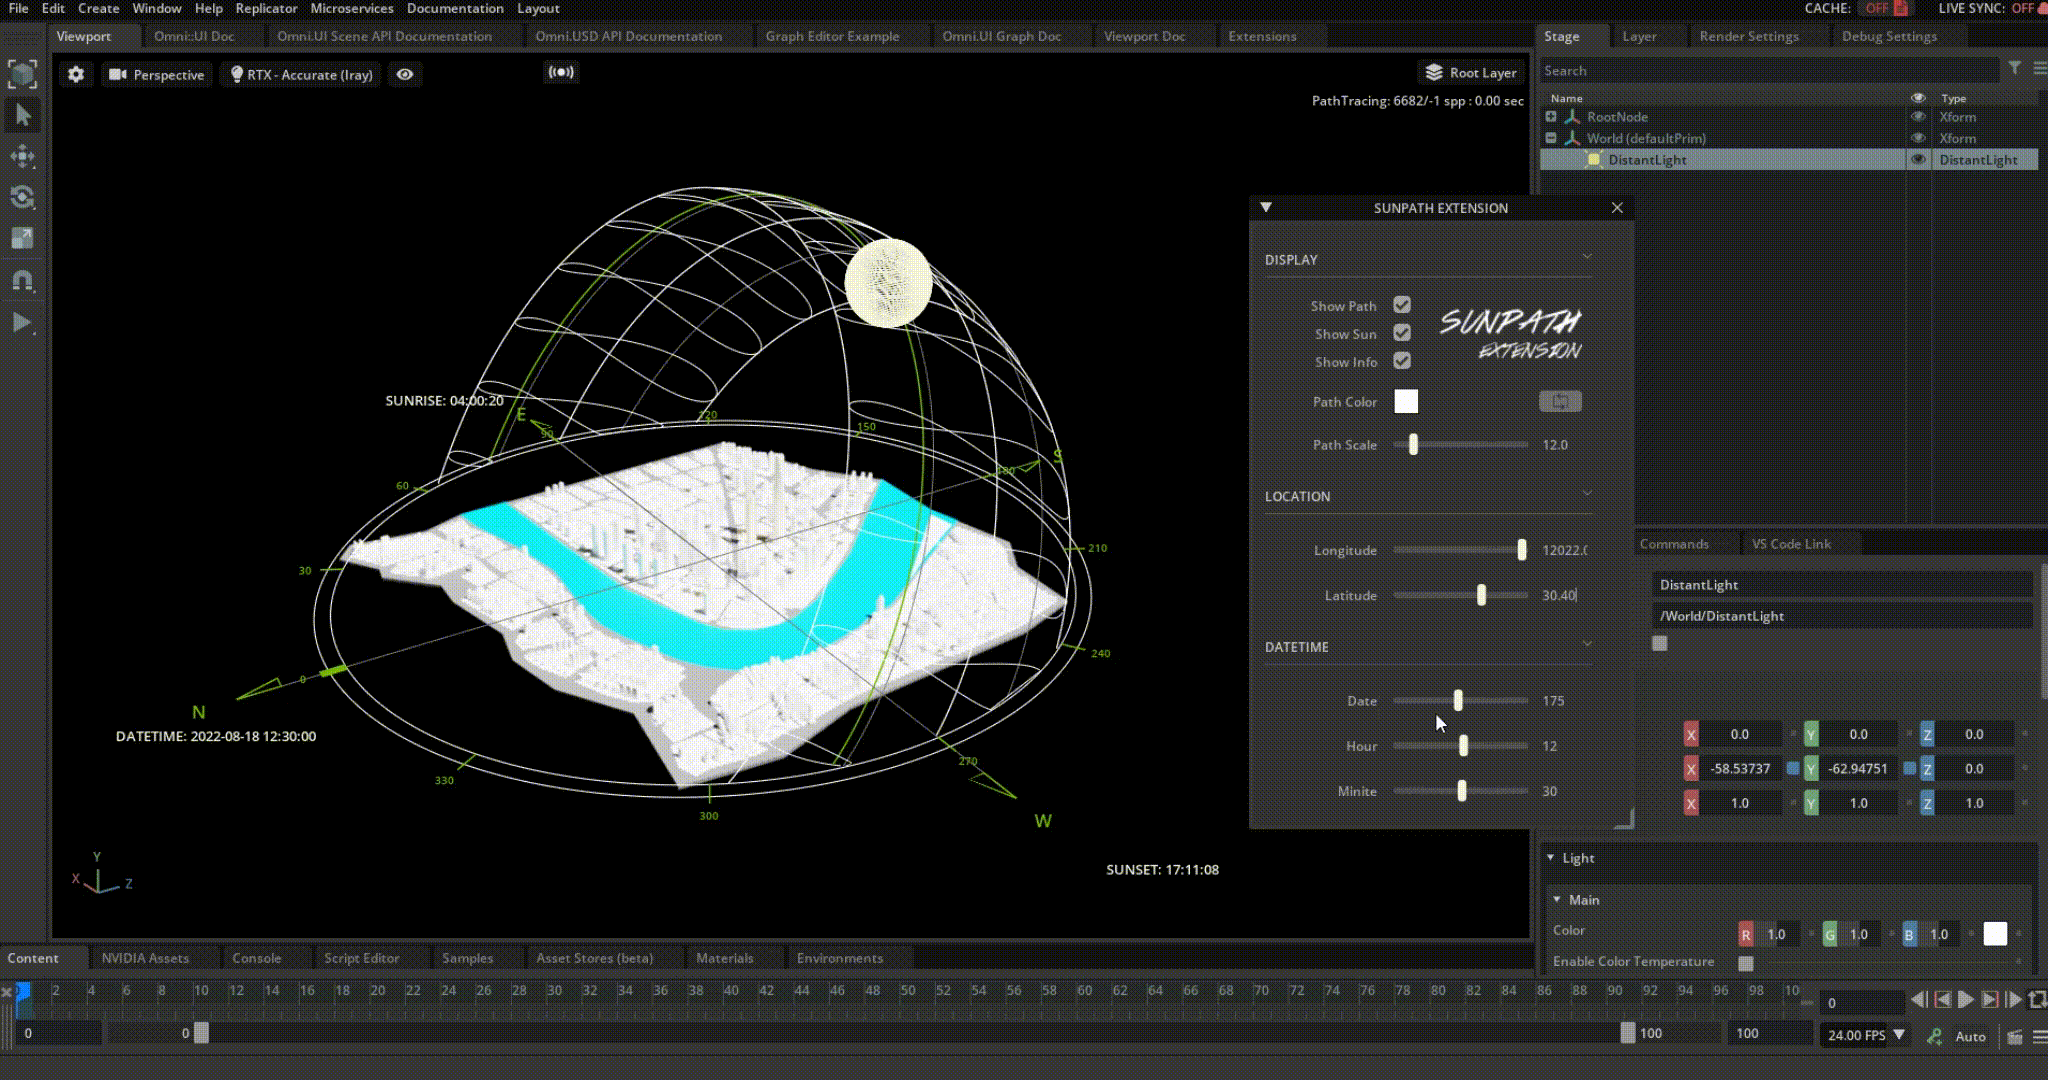 File Edit Create Window Help Replicator Microservices Documentation Layout CACHE: OFF LIVE SYNC: OFF
Viewport Omni::UI Doc Omni.UI Scene API Documentation Omni.USD API Documentation Graph Editor Example Omni.UI Graph Doc Viewport Doc Extensions
Stage Layer Render Settings Debug Settings
Perspective RTX - Accurate (Iray) Root Layer
Search
PathTracing: 6682/-1 spp : 0.00 sec
Name Type
RootNode Xform
World (defaultPrim) Xform
DistantLight DistantLight
SUNPATH EXTENSION
DISPLAY
Show Path
Show Sun
Show Info
SUNPATH
EXTENSION
Path Color
Path Scale 12.0
LOCATION
Longitude 12022.(
Latitude 30.40
DATETIME
Date 175
Hour 12
Minite 30
SUNRISE: 04:00:20
E
90
120
150
S
180
60
210
30
240
0
N
DATETIME: 2022-08-18 12:30:00
330
270
300
W
SUNSET: 17:11:08
Y
X Z
Commands VS Code Link
DistantLight
/World/DistantLight
X 0.0 Y 0.0 Z 0.0
X -58.53737 Y -62.94751 Z 0.0
X 1.0 Y 1.0 Z 1.0
Light
Main
Color R 1.0 G 1.0 B 1.0
Enable Color Temperature
Content NVIDIA Assets Console Script Editor Samples Asset Stores (beta) Materials Environments
2 4 6 8 10 12 14 16 18 20 22 24 26 28 30 32 34 36 38 40 42 44 46 48 50 52 54 56 58 60 62 64 66 68 70 72 74 76 78 80 82 84 86 88 90 92 94 96 98 10
0
0 0 100 100 24.00 FPS Auto